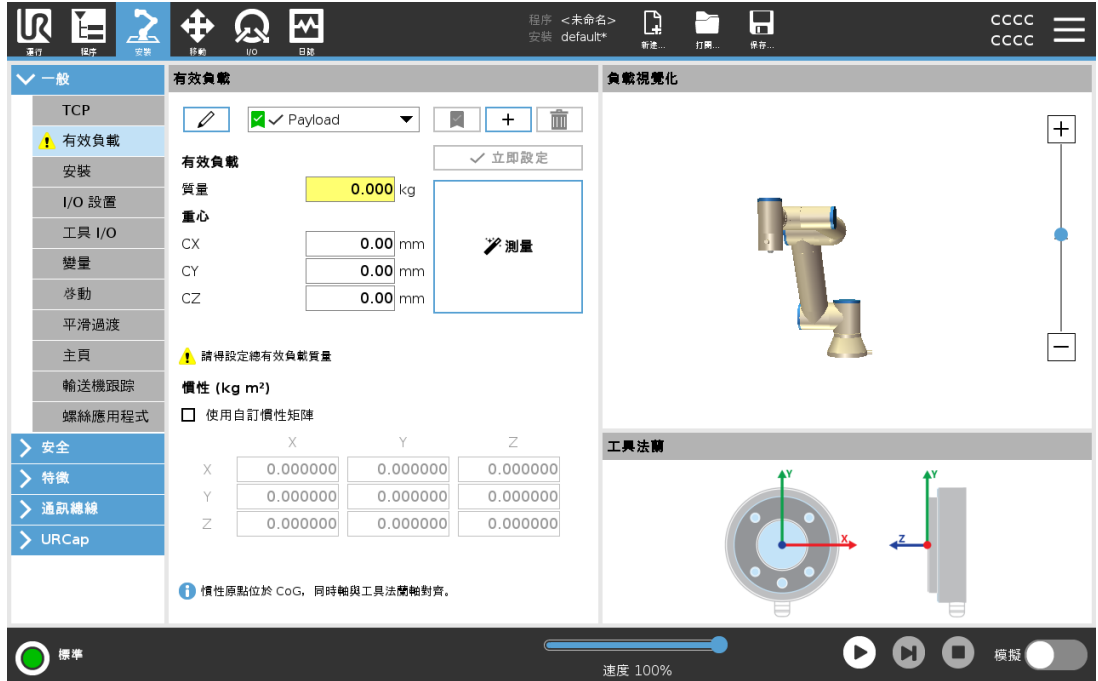 UR
運行
程序
安裝
移動
I/O
日誌
程序 <未命名>
安裝 default*
新建...
打開...
保存...
CCCC
CCCC
一般
TCP
有效負載
安裝
I/O 設置
工具 I/O
變量
啓動
平滑過渡
主頁
輸送機跟踪
螺絲應用程式
安全
特徵
通訊總線
URCap
有效負載
Payload
有效負載
立即設定
質量 0.000 kg
重心
CX 0.00 mm
CY 0.00 mm
CZ 0.00 mm
測量
請得設定總有效負載質量
慣性 (kg m²)
使用自訂慣性矩陣
X Y Z
X 0.000000 0.000000 0.000000
Y 0.000000 0.000000 0.000000
Z 0.000000 0.000000 0.000000
慣性原點位於 CoG，同時軸與工具法蘭軸對齊。
負載視覺化
工具法蘭
Y
X
Y
Z
標準
速度 100%
模擬